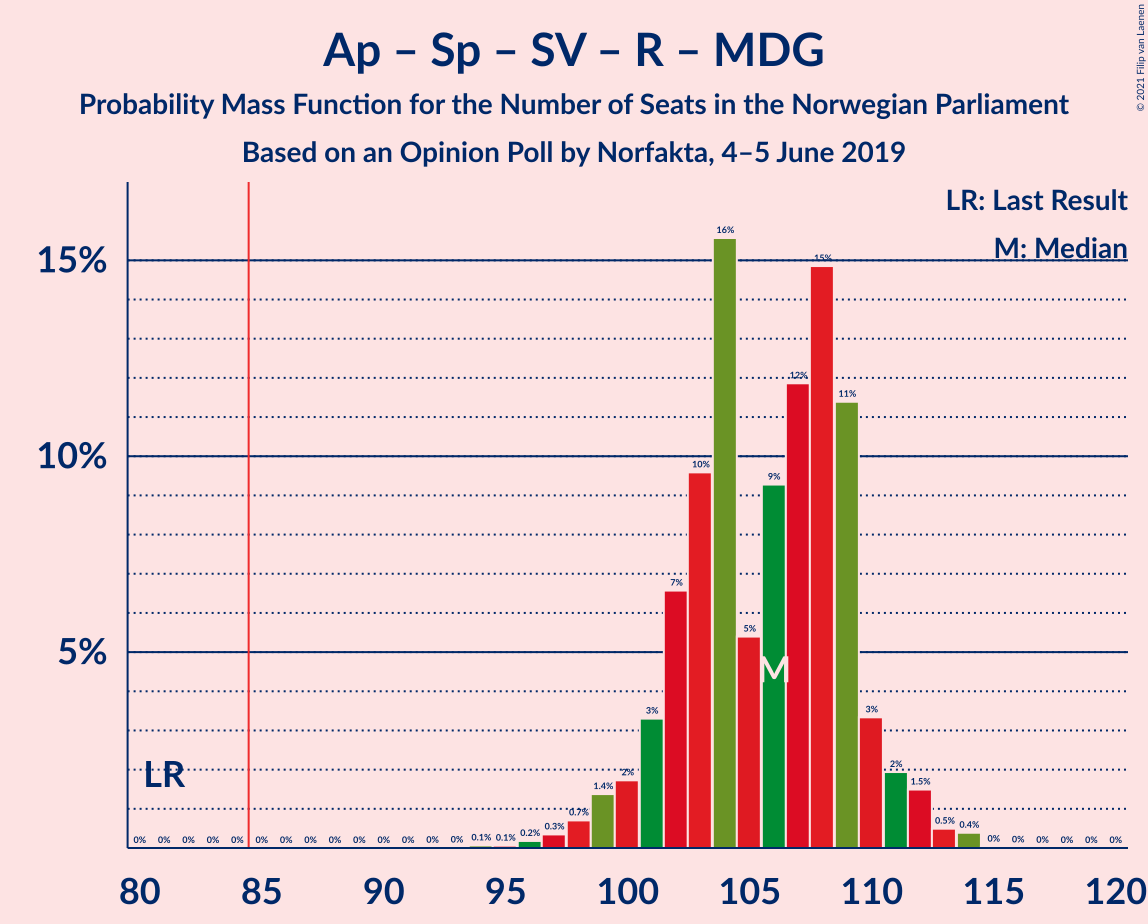 Ap – Sp – SV – R – MDG
Probability Mass Function for the Number of Seats in the Norwegian Parliament
Based on an Opinion Poll by Norfakta, 4–5 June 2019
© 2021 Filip van Laenen
LR: Last Result
M: Median
15%
10%
5%
LR
M
0% 0% 0% 0% 0% 0% 0% 0% 0% 0% 0% 0% 0% 0% 0.1% 0.1% 0.2% 0.3% 0.7% 1.4% 2% 3% 7% 10% 16% 5% 9% 12% 15% 11% 3% 2% 1.5% 0.5% 0.4% 0% 0% 0% 0% 0% 0%
80 85 90 95 100 105 110 115 120